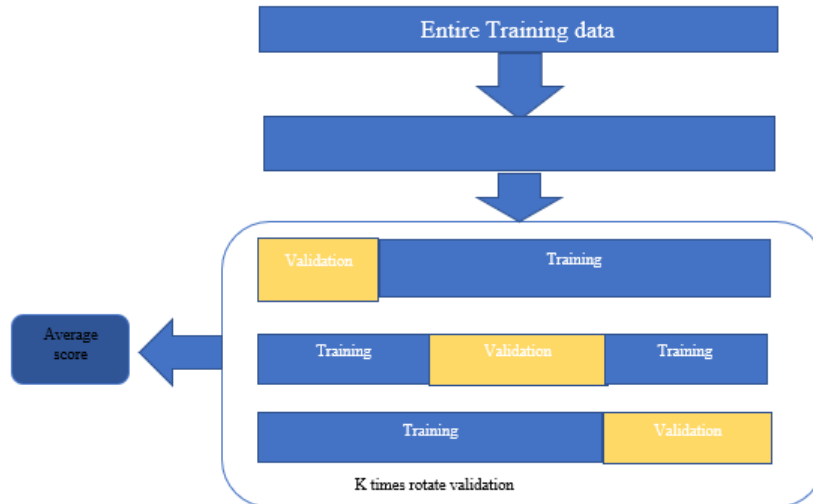 Entire Training data
Validation
Training
Average
score
Training
Validation
Training
Training
Validation
K times rotate validation